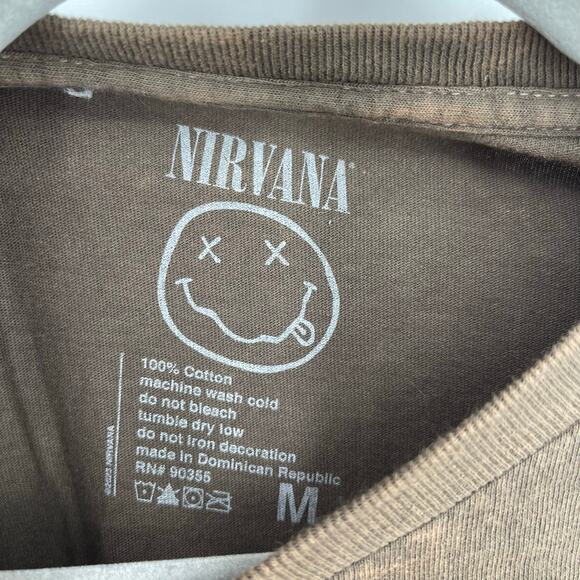 NIRVANA
100% Cotton
machine wash cold
do not bleach
tumble dry low
do not iron decoration
made in Dominican Republic
RN# 90355
M